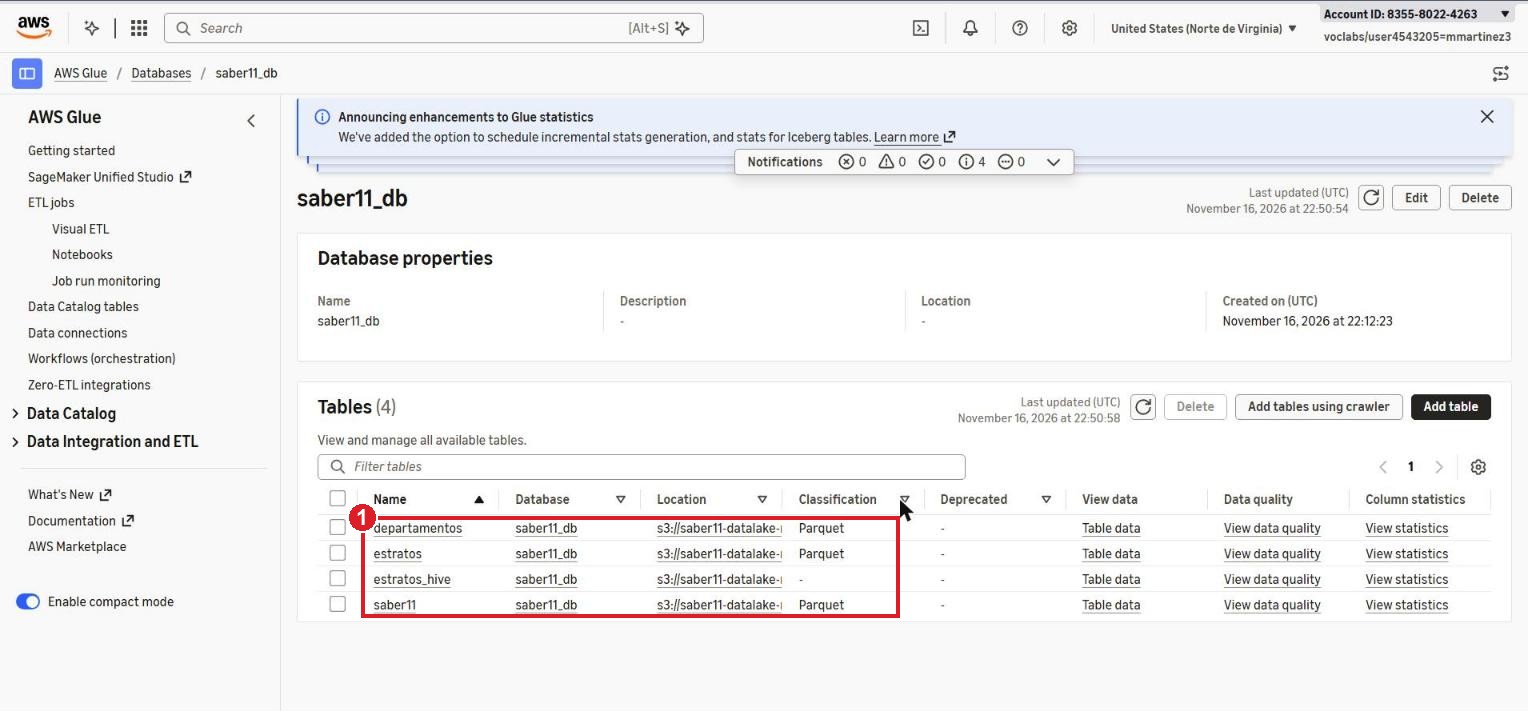 aws
Search [Alt+S]
United States (Norte de Virginia)
Account ID: 8355-8022-4263
voclabs/user4543205=mmartinez3
AWS Glue / Databases / saber11_db
AWS Glue
Getting started
SageMaker Unified Studio
ETL jobs
Visual ETL
Notebooks
Job run monitoring
Data Catalog tables
Data connections
Workflows (orchestration)
Zero-ETL integrations
Data Catalog
Data Integration and ETL
What's New
Documentation
AWS Marketplace
Enable compact mode
Announcing enhancements to Glue statistics
We've added the option to schedule incremental stats generation, and stats for Iceberg tables. Learn more
Notifications 0 0 0 4 0
saber11_db
Last updated (UTC)
November 16, 2026 at 22:50:54
Edit
Delete
Database properties
Name Description Location Created on (UTC)
saber11_db - - November 16, 2026 at 22:12:23
Tables (4)
Last updated (UTC)
November 16, 2026 at 22:50:58
Delete
Add tables using crawler
Add table
View and manage all available tables.
Filter tables
1
Name Database Location Classification Deprecated View data Data quality Column statistics
1
departamentos saber11_db s3://saber11-datalake- Parquet - Table data View data quality View statistics
estratos saber11_db s3://saber11-datalake- Parquet - Table data View data quality View statistics
estratos_hive saber11_db s3://saber11-datalake- - - Table data View data quality View statistics
saber11 saber11_db s3://saber11-datalake- Parquet - Table data View data quality View statistics